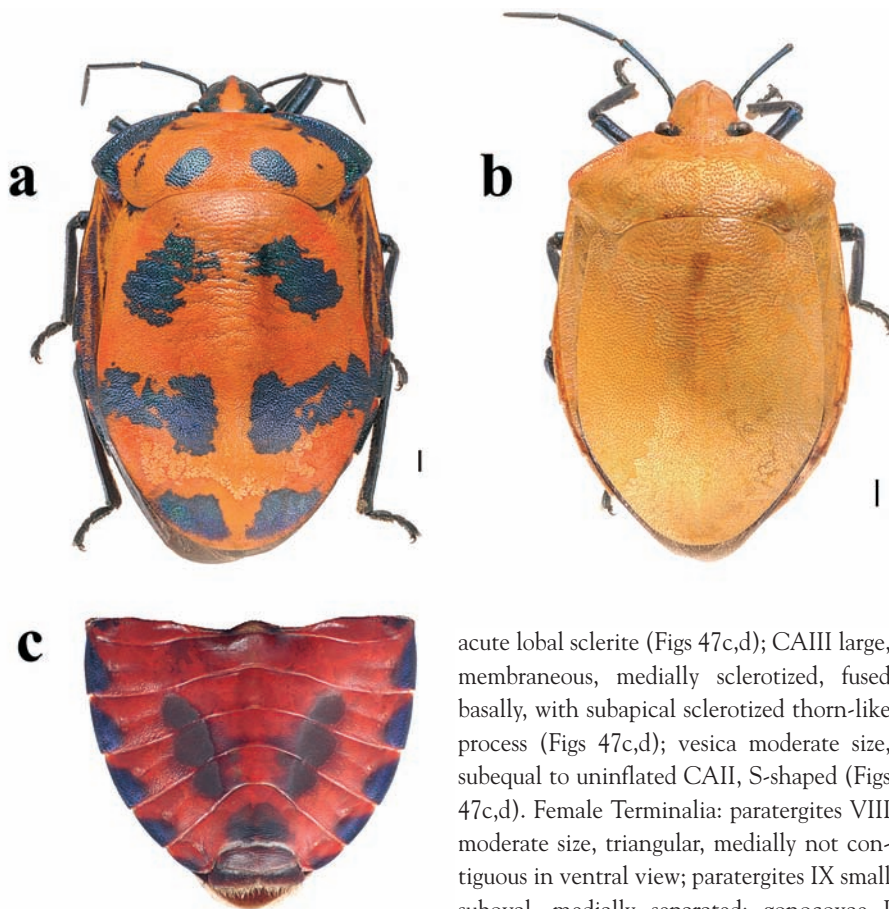 a
b
c
acute lobal sclerite (Figs 47c,d); CAIII large,
membraneous, medially sclerotized, fused
basally, with subapical sclerotized thorn-like
process (Figs 47c,d); vesica moderate size,
subequal to uninflated CAII, S-shaped (Figs
47c,d). Female Terminalia: paratergites VIII
moderate size, triangular, medially not con-
tiguous in ventral view; paratergites IX small